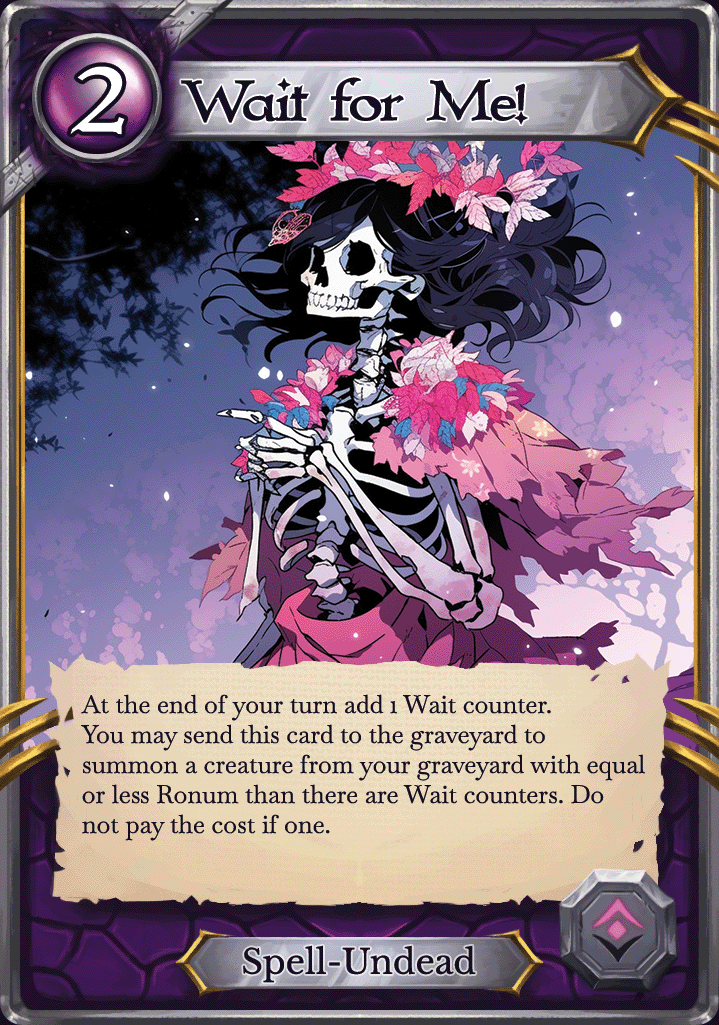 2
Wait for Me!
At the end of your turn add 1 Wait counter.
You may send this card to the graveyard to
summon a creature from your graveyard with equal
or less Ronum than there are Wait counters. Do
not pay the cost if one.
Spell-Undead